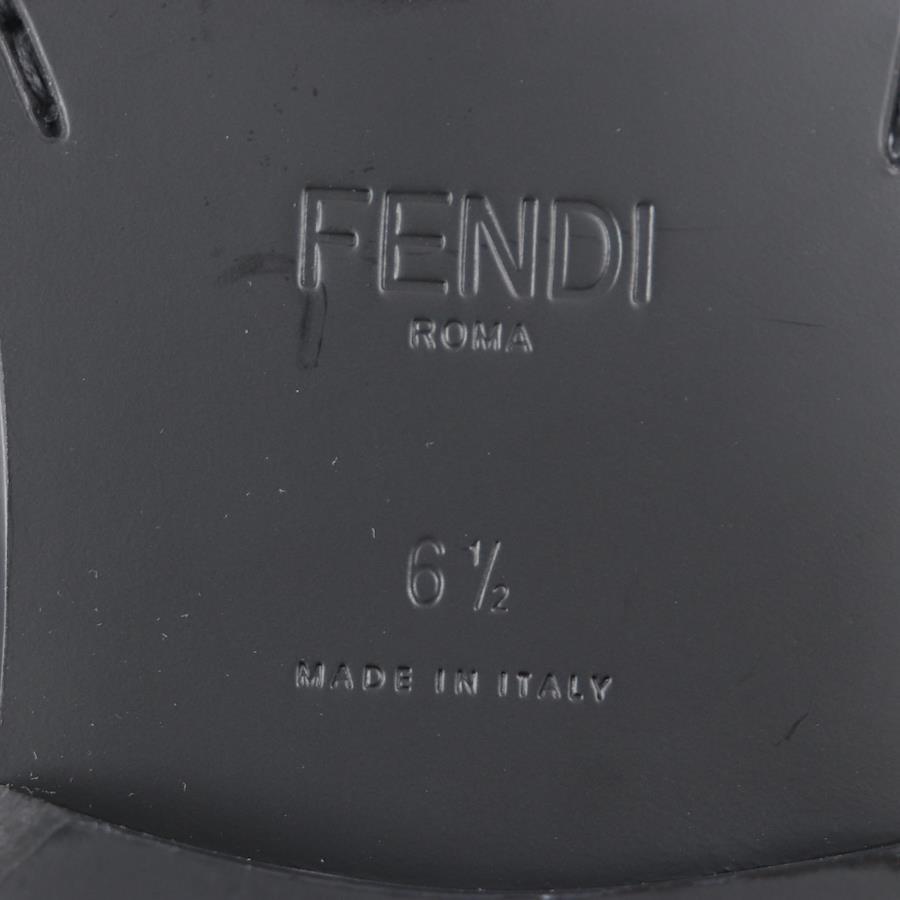 FENDI
ROMA
6 ½
MADE IN ITALY